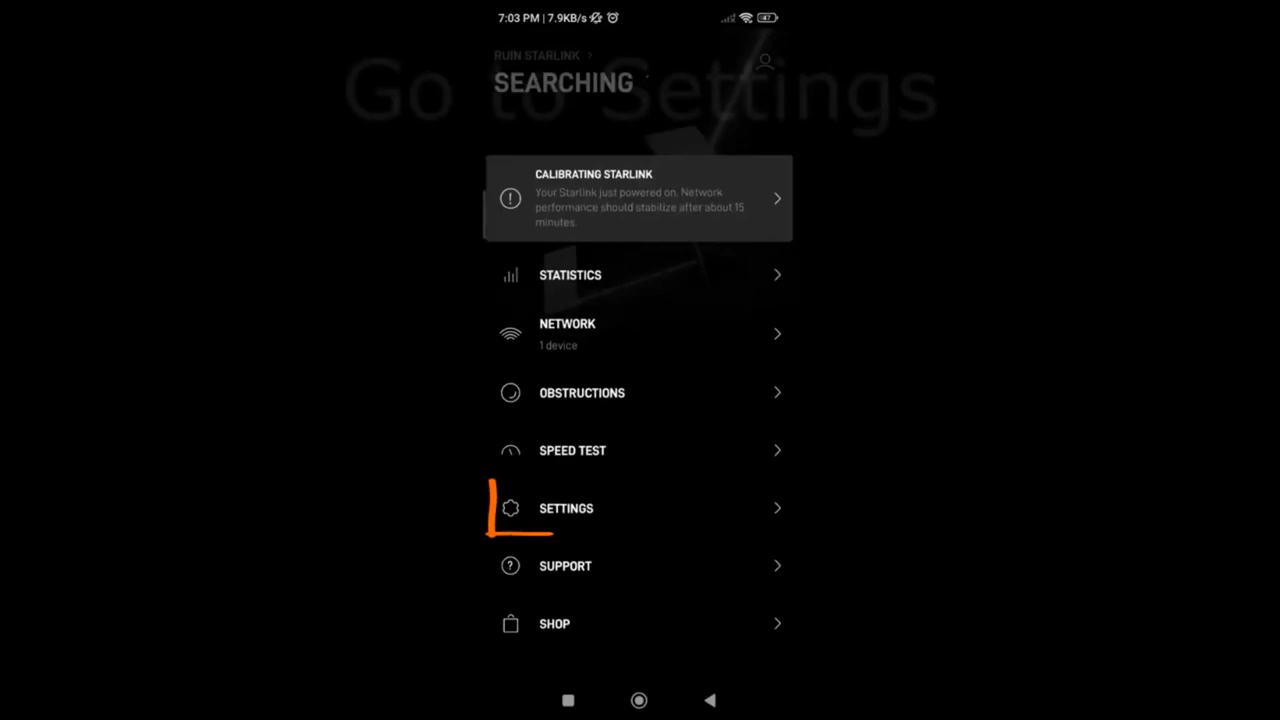 7:03 PM | 7.9KB/s
47
RUIN STARLINK
SEARCHING
Go to Settings
CALIBRATING STARLINK
Your Starlink just powered on. Network
performance should stabilize after about 15
minutes.
STATISTICS
NETWORK
1 device
OBSTRUCTIONS
SPEED TEST
SETTINGS
SUPPORT
SHOP